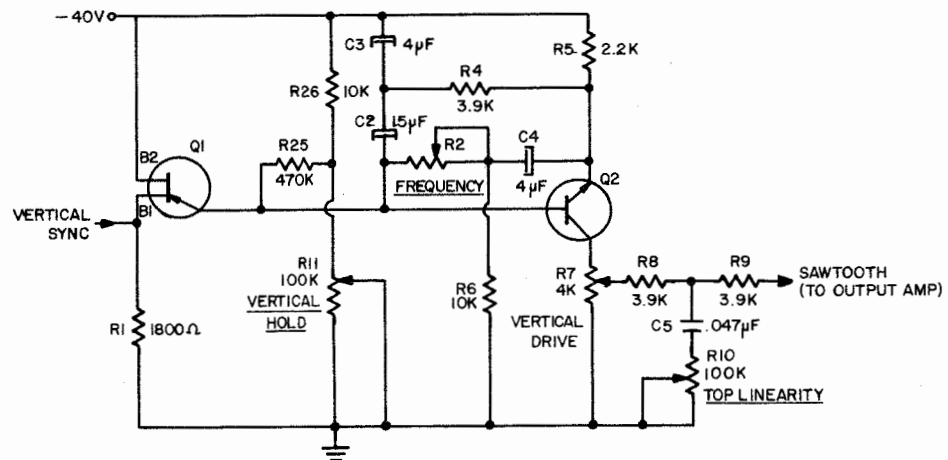 -40V
C3
4µF
R5
2.2K
R26
10K
R4
3.9K
C2
15µF
Q1
B2
R25
470K
R2
FREQUENCY
C4
4µF
Q2
B1
VERTICAL
SYNC
R11
100K
VERTICAL
HOLD
R6
10K
R7
4K
VERTICAL
DRIVE
R8
3.9K
R9
3.9K
SAWTOOTH
(TO OUTPUT AMP)
C5
.047µF
R1
1800Ω
R10
100K
TOP LINEARITY